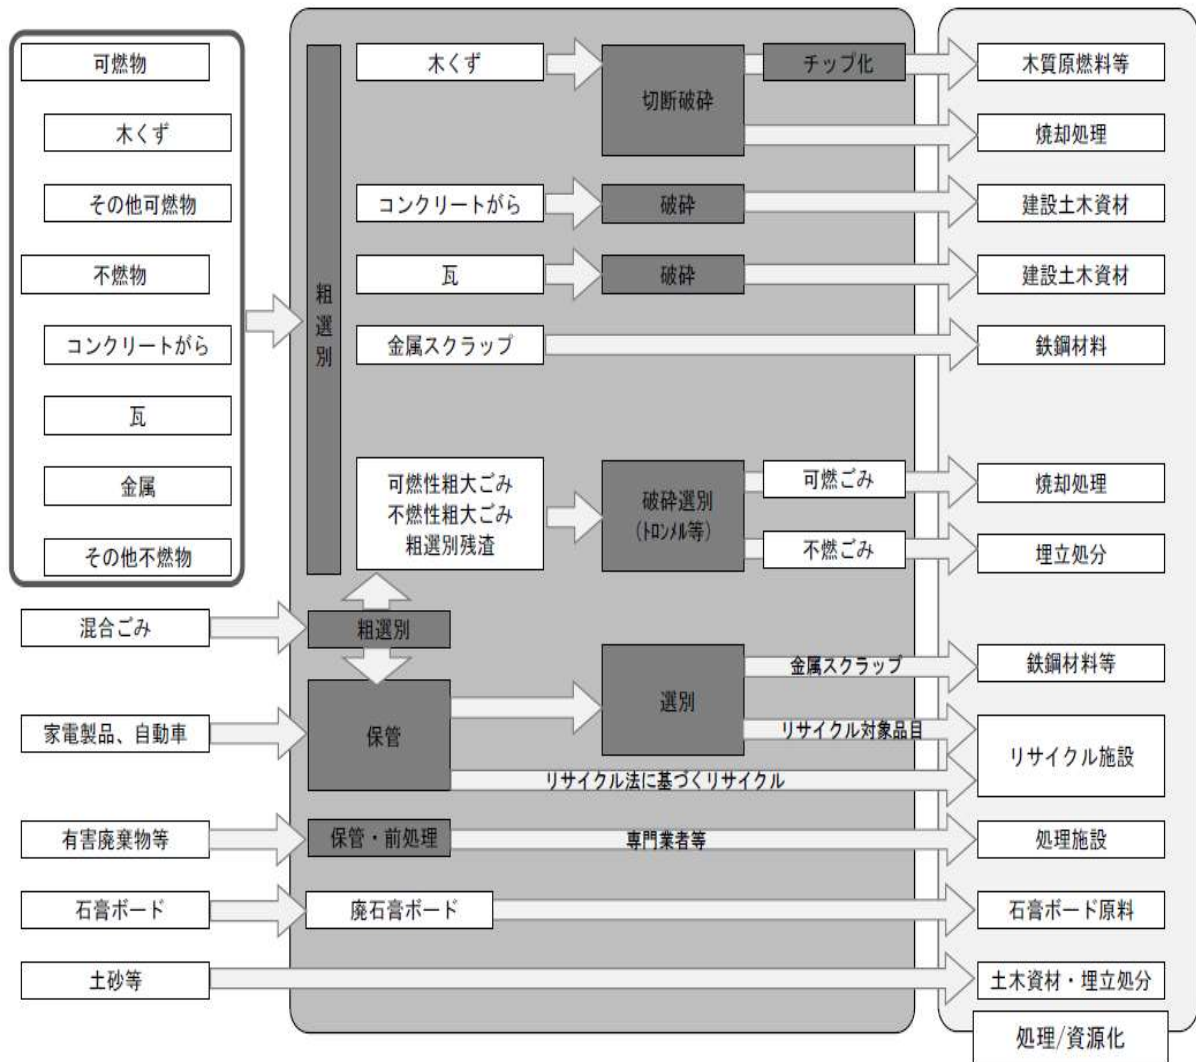 可燃物
木くず
その他可燃物
不燃物
コンクリートがら
瓦
金属
その他不燃物
混合ごみ
家電製品、自動車
有害廃棄物等
石膏ボード
土砂等
粗選別
木くず
切断破砕
チップ化
コンクリートがら
破砕
瓦
破砕
金属スクラップ
可燃性粗大ごみ
不燃性粗大ごみ
粗選別残渣
破砕選別
(トロンメル等)
可燃ごみ
不燃ごみ
粗選別
保管
選別
金属スクラップ
リサイクル対象品目
リサイクル法に基づくリサイクル
保管・前処理
専門業者等
廃石膏ボード
木質原燃料等
焼却処理
建設土木資材
建設土木資材
鉄鋼材料
焼却処理
埋立処分
鉄鋼材料等
リサイクル施設
処理施設
石膏ボード原料
土木資材・埋立処分
処理/資源化